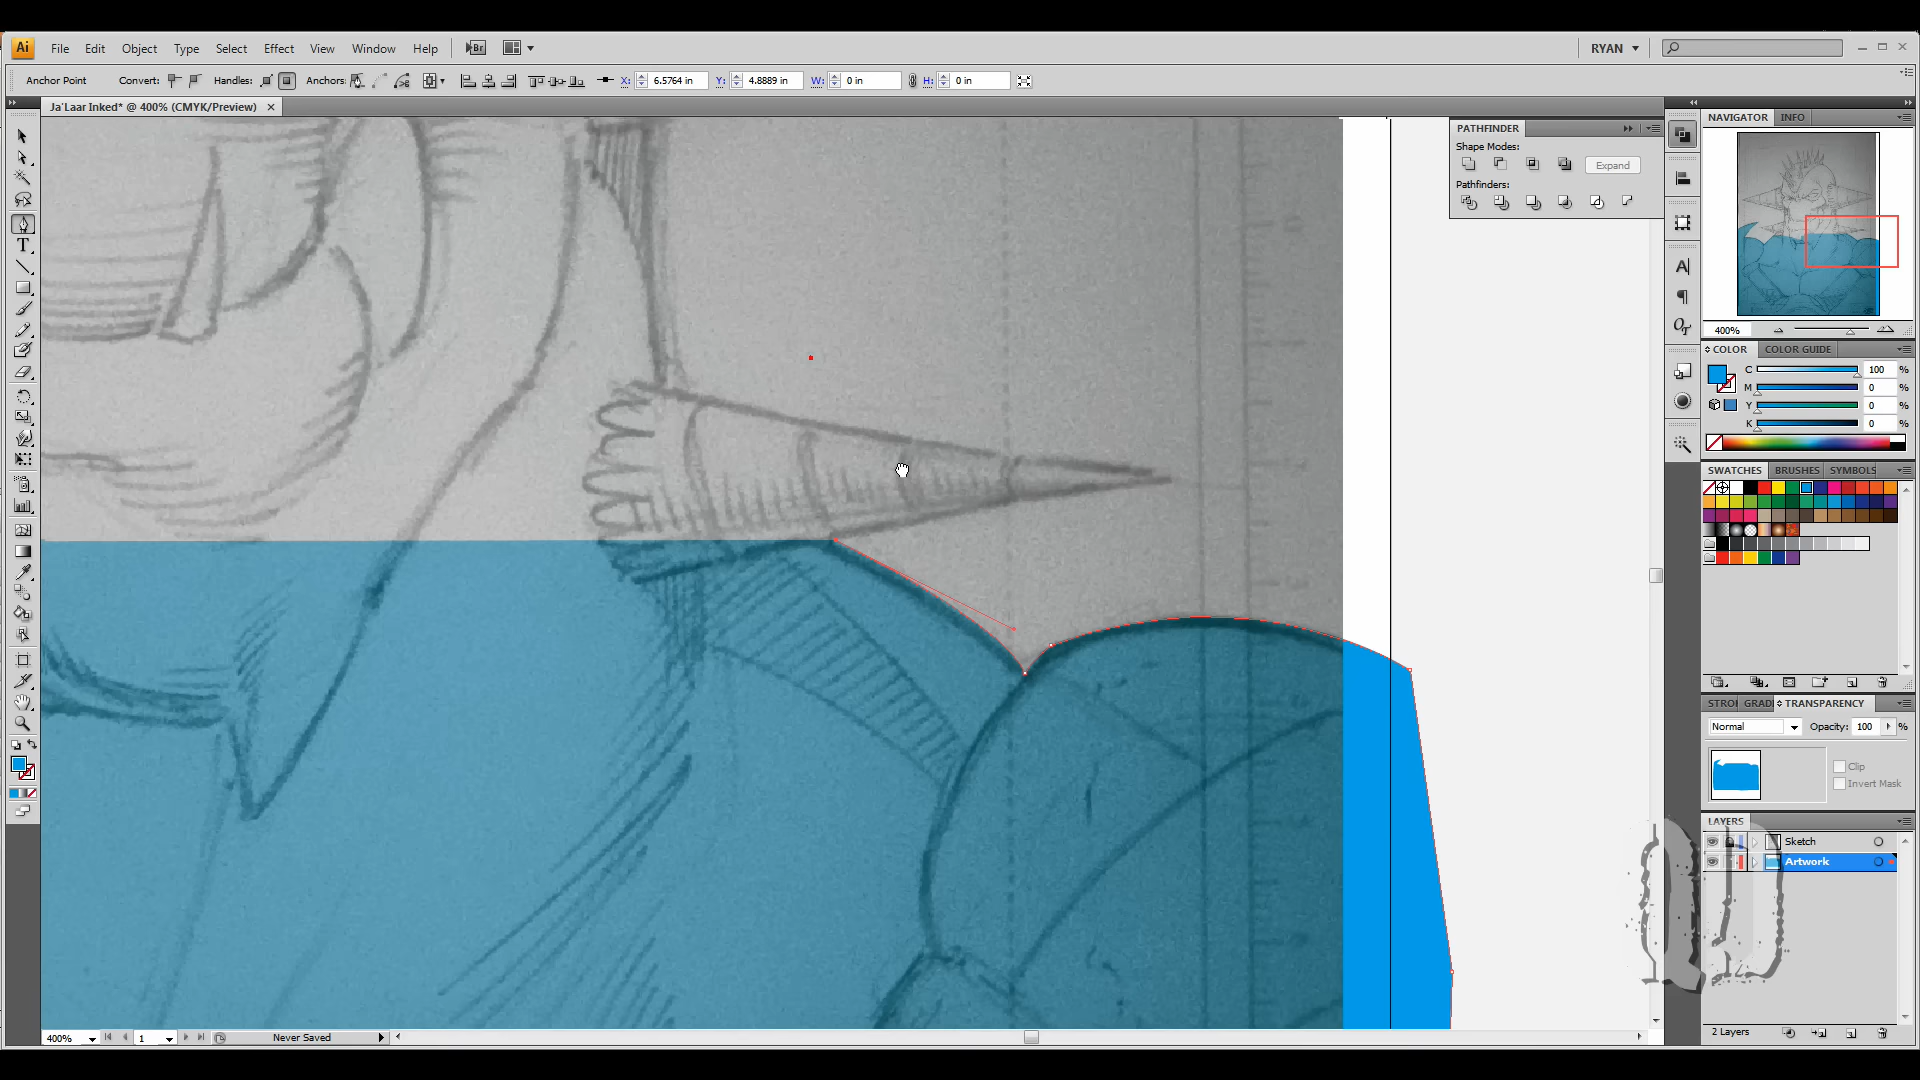 Ai File Edit Object Type Select Effect View Window Help Br RYAN
Anchor Point Convert: Handles: Anchors: X: 6.5764 in Y: 4.8889 in W: 0 in H: 0 in
Ja'Laar Inked* @ 400% (CMYK/Preview)
PATHFINDER
Shape Modes:
Expand
Pathfinders:
NAVIGATOR INFO
400%
COLOR COLOR GUIDE
C 100 %
M 0 %
Y 0 %
K 0 %
SWATCHES BRUSHES SYMBOLS
STROI GRADI TRANSPARENCY
Normal Opacity: 100 %
Clip
Invert Mask
LAYERS
Sketch
Artwork
2 Layers
400% 1 Never Saved